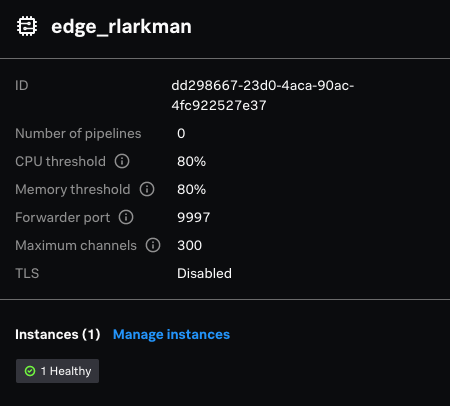 edge_rlarkman
ID dd298667-23d0-4aca-90ac-
4fc922527e37
Number of pipelines 0
CPU threshold 80%
Memory threshold 80%
Forwarder port 9997
Maximum channels 300
TLS Disabled
Instances (1) Manage instances
1 Healthy